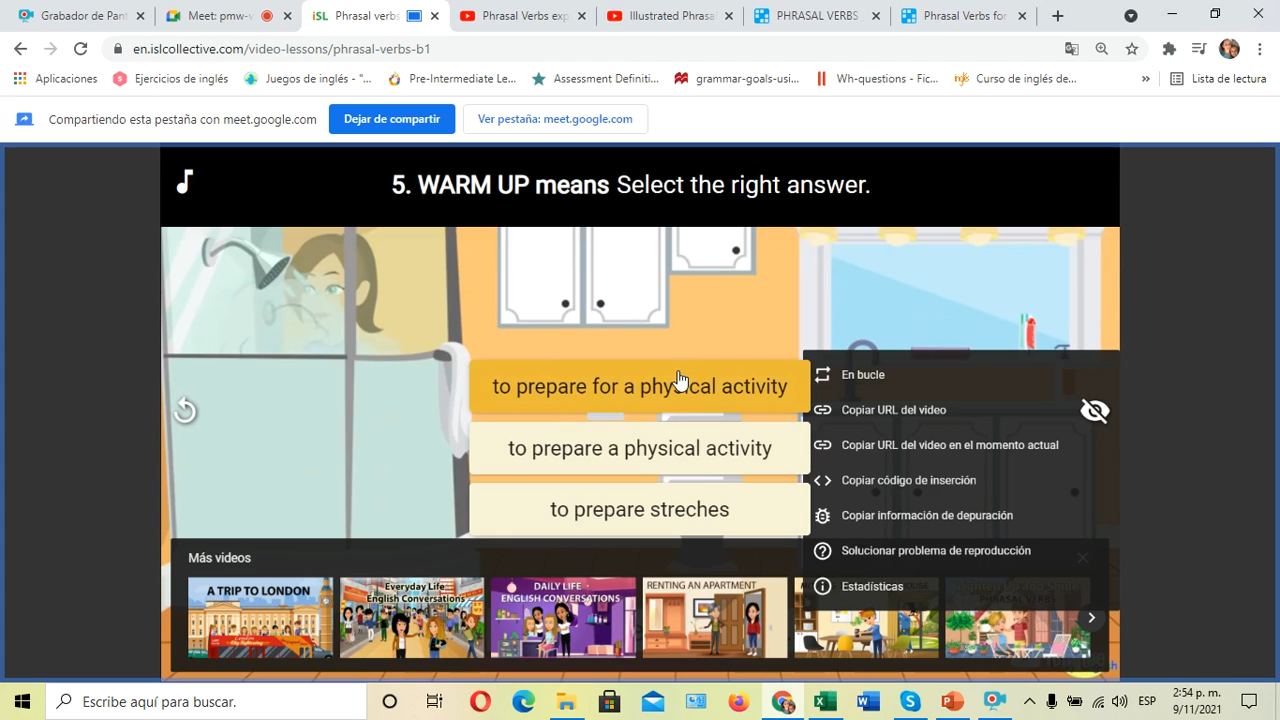 Grabador de Pan
Meet: pmw-v
iSL Phrasal verbs
Phrasal Verbs exp
Illustrated Phrasal
PHRASAL VERBS
Phrasal Verbs for
en.islcollective.com/video-lessons/phrasal-verbs-b1
Aplicaciones
Ejercicios de inglés
Juegos de inglés - "...
Pre-Intermediate Le...
Assessment Definiti...
grammar-goals-usi...
Wh-questions - Fic...
Curso de inglés de...
»
Lista de lectura
Compartiendo esta pestaña con meet.google.com
Dejar de compartir
Ver pestaña: meet.google.com
5. WARM UP means Select the right answer.
to prepare for a physical activity
to prepare a physical activity
to prepare streches
En bucle
Copiar URL del video
Copiar URL del video en el momento actual
Copiar código de inserción
Copiar información de depuración
Solucionar problema de reproducción
Estadísticas
Más videos
A TRIP TO LONDON
Everyday Life
English Conversations
DAILY LIFE
ENGLISH CONVERSATIONS
RENTING AN APARTMENT
PHRASAL VERBS
Escribe aquí para buscar.
ESP
2:54 p. m.
9/11/2021